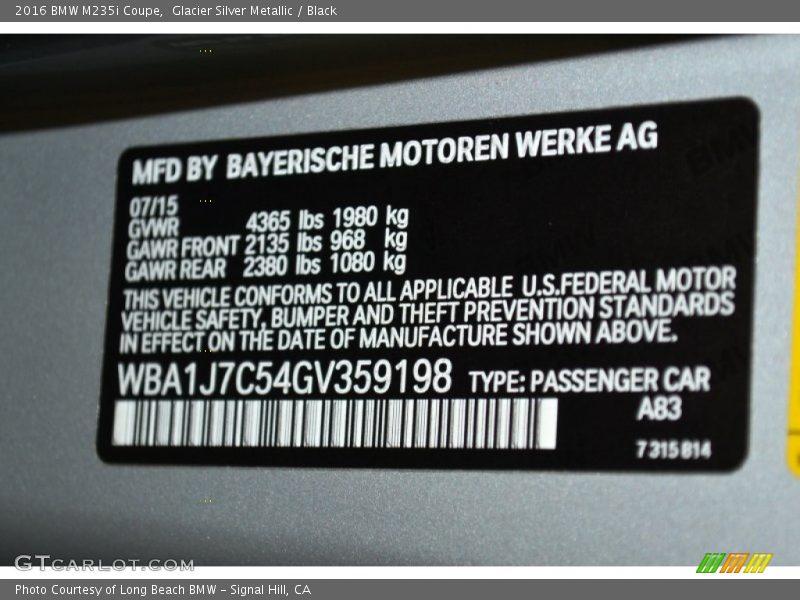 2016 BMW M235i Coupe,  Glacier Silver Metallic / Black
MFD BY BAYERISCHE MOTOREN WERKE AG
07/15
GVWR 4365 lbs 1980 kg
GAWR FRONT 2135 lbs 968 kg
GAWR REAR 2380 lbs 1080 kg
THIS VEHICLE CONFORMS TO ALL APPLICABLE U.S.FEDERAL MOTOR
VEHICLE SAFETY, BUMPER AND THEFT PREVENTION STANDARDS
IN EFFECT ON THE DATE OF MANUFACTURE SHOWN ABOVE.
WBA1J7C54GV359198 TYPE: PASSENGER CAR
A83
7 315 814
GTCARLOT.COM
Photo Courtesy of Long Beach BMW - Signal Hill, CA